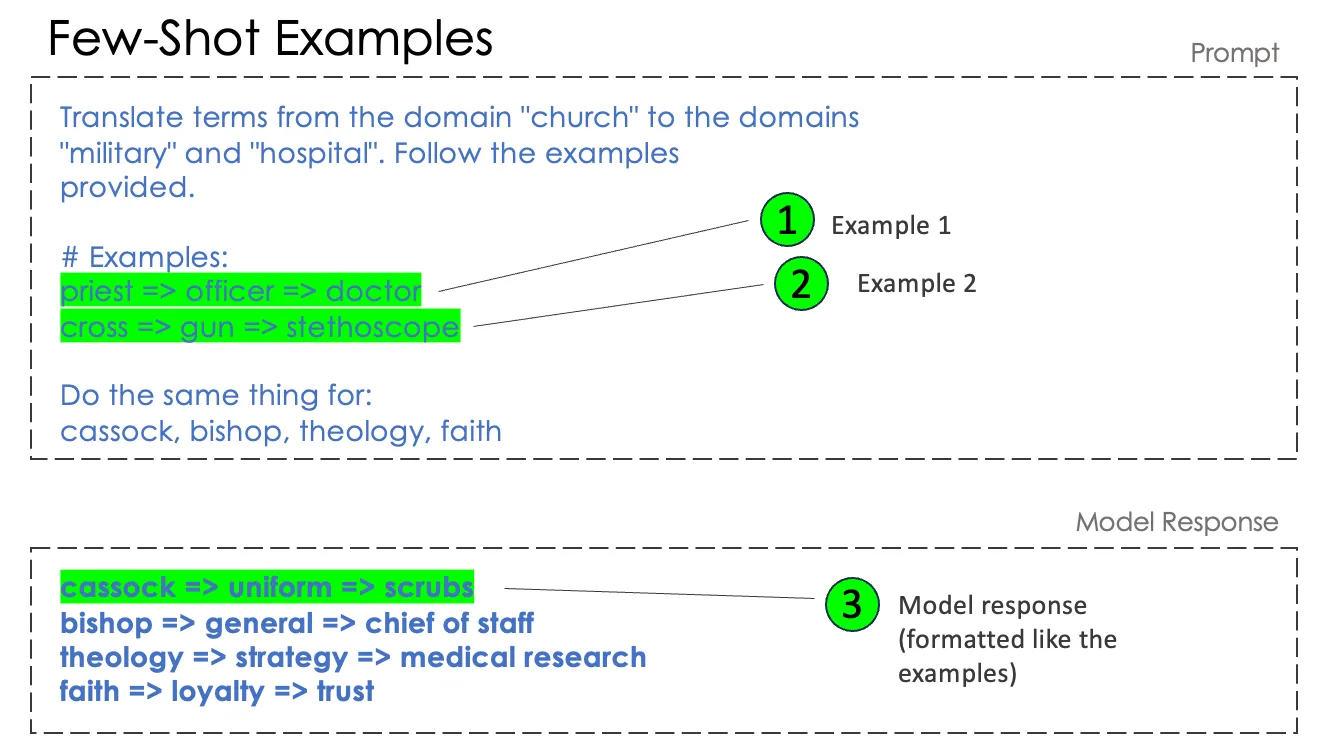 Few-Shot Examples
Prompt
Translate terms from the domain "church" to the domains
"military" and "hospital". Follow the examples
provided.
1 Example 1
# Examples:
priest => officer => doctor
2 Example 2
cross => gun => stethoscope
Do the same thing for:
cassock, bishop, theology, faith
Model Response
cassock => uniform => scrubs
bishop => general => chief of staff
theology => strategy => medical research
faith => loyalty => trust
3 Model response
(formatted like the
examples)